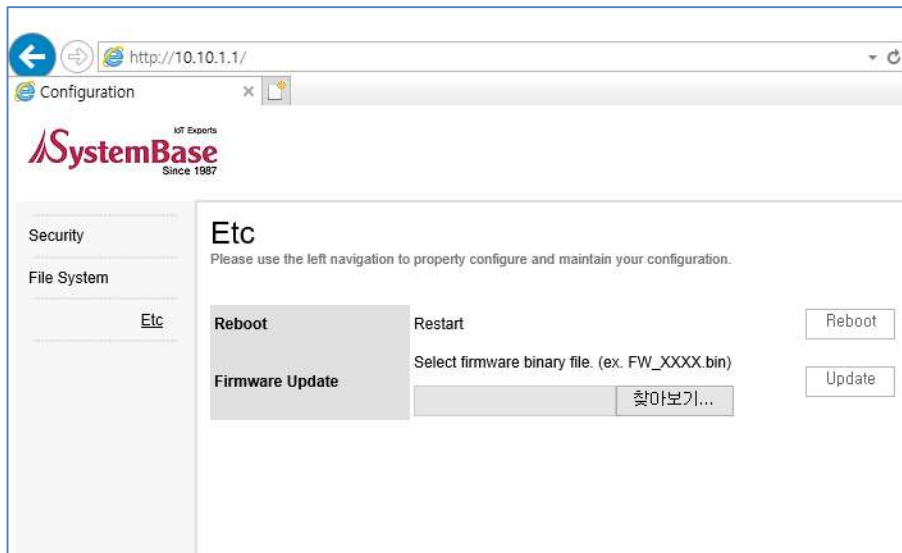 http://10.10.1.1/
Configuration
IoT Experts
SystemBase
Since 1987
Security
File System
Etc
Etc
Please use the left navigation to property configure and maintain your configuration.
Reboot
Restart
Reboot
Firmware Update
Select firmware binary file. (ex. FW_XXXX.bin)
찾아보기...
Update